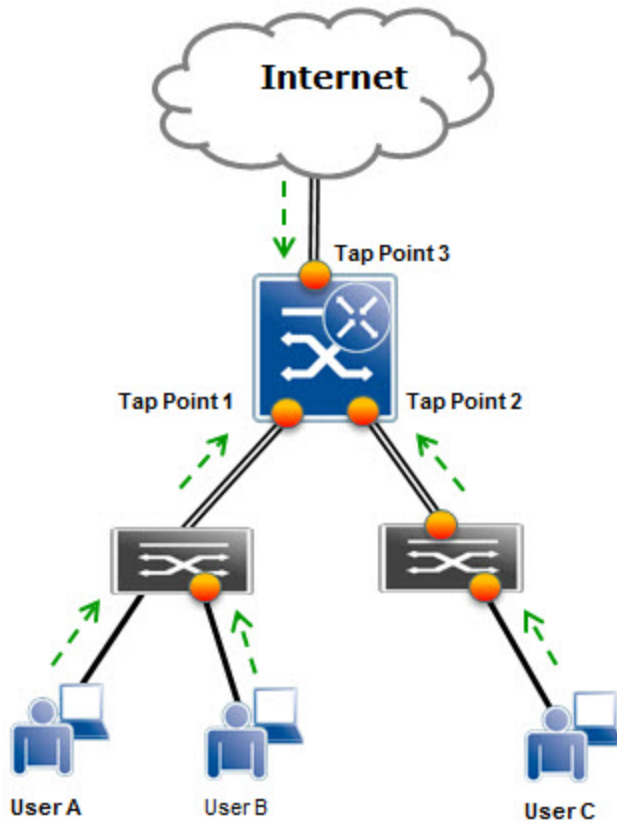 Internet
Tap Point 3
Tap Point 1
Tap Point 2
User A
User B
User C